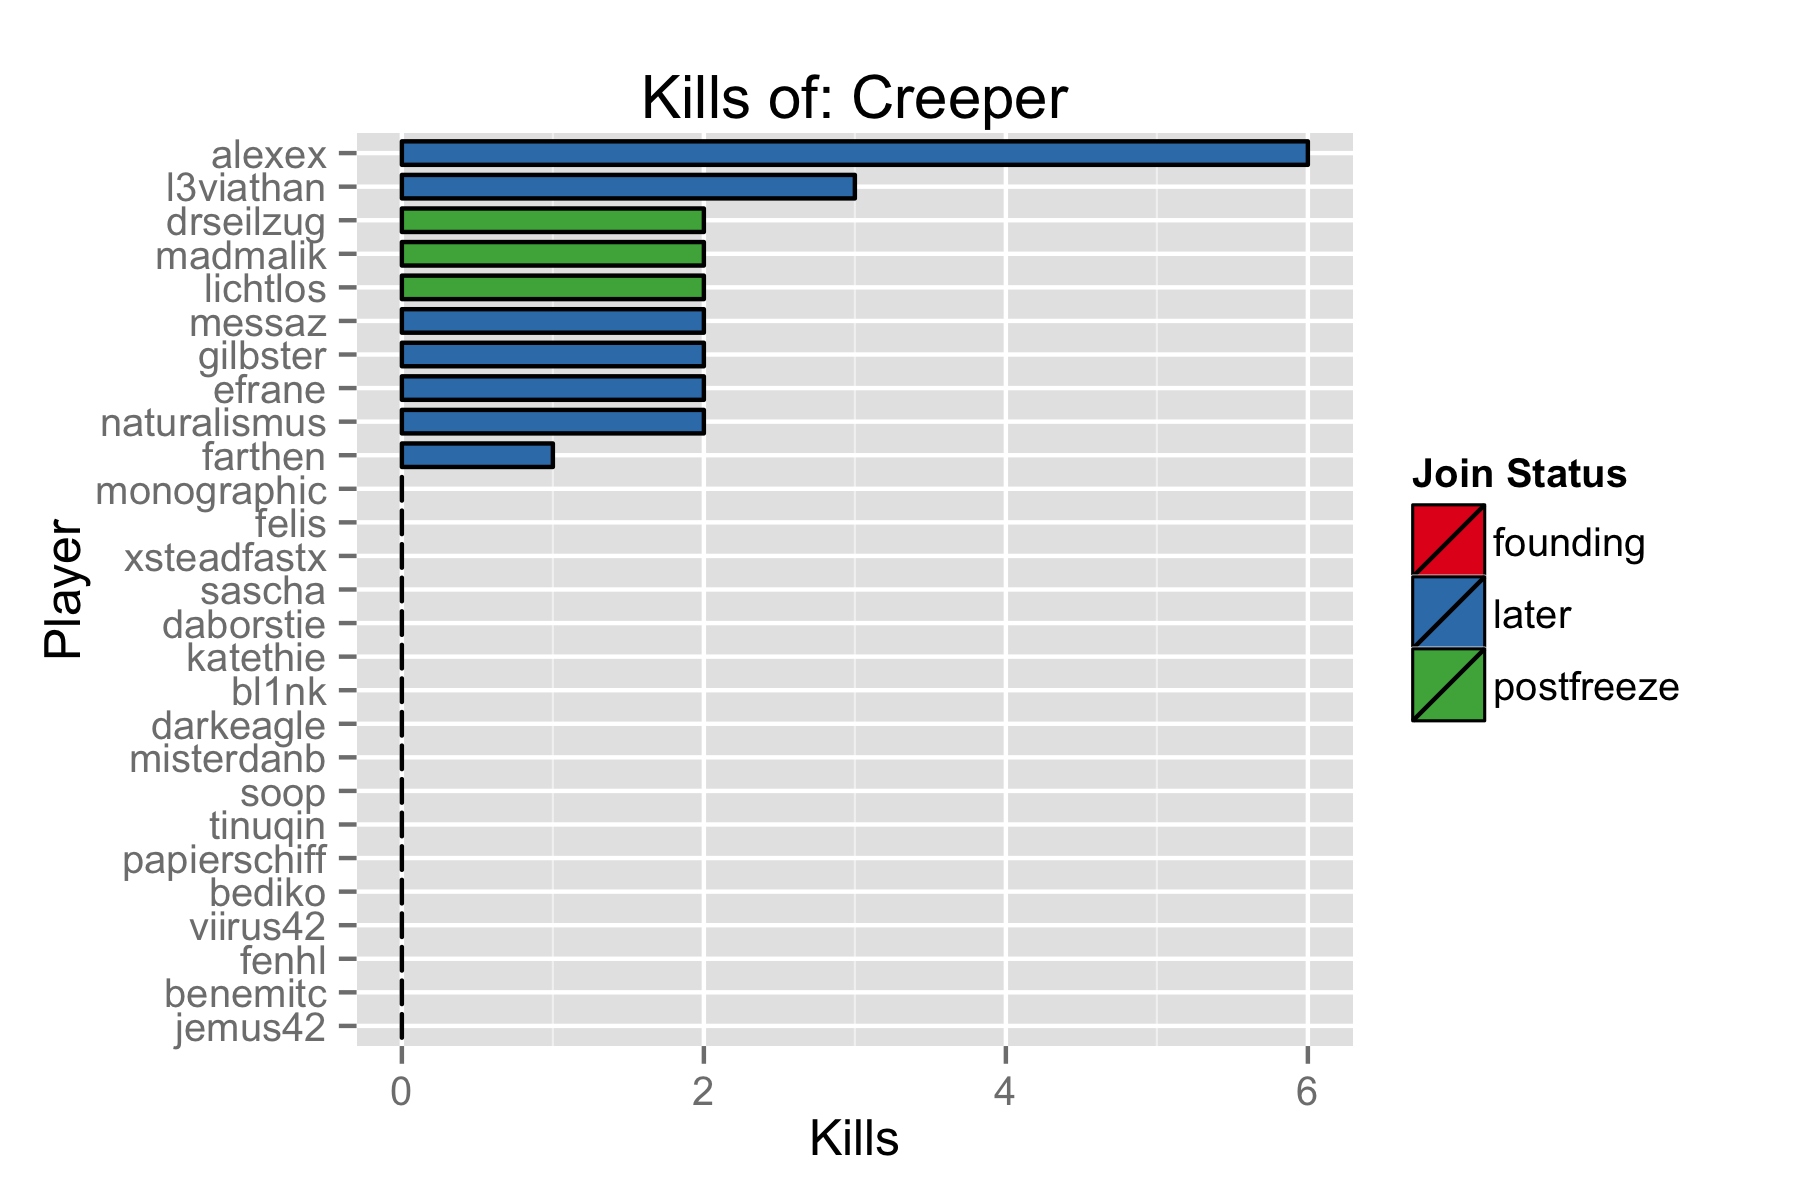 Kills of: Creeper
alexex
l3viathan
drseilzug
madmalik
lichtlos
messaz
gilbster
efrane
naturalismus
farthen
monographic
felis
xsteadfastx
sascha
daborstie
katethie
bl1nk
darkeagle
misterdanb
soop
tinuqin
papierschiff
bediko
viirus42
fenhl
benemitc
jemus42
Player
0 2 4 6
Kills
Join Status
founding
later
postfreeze